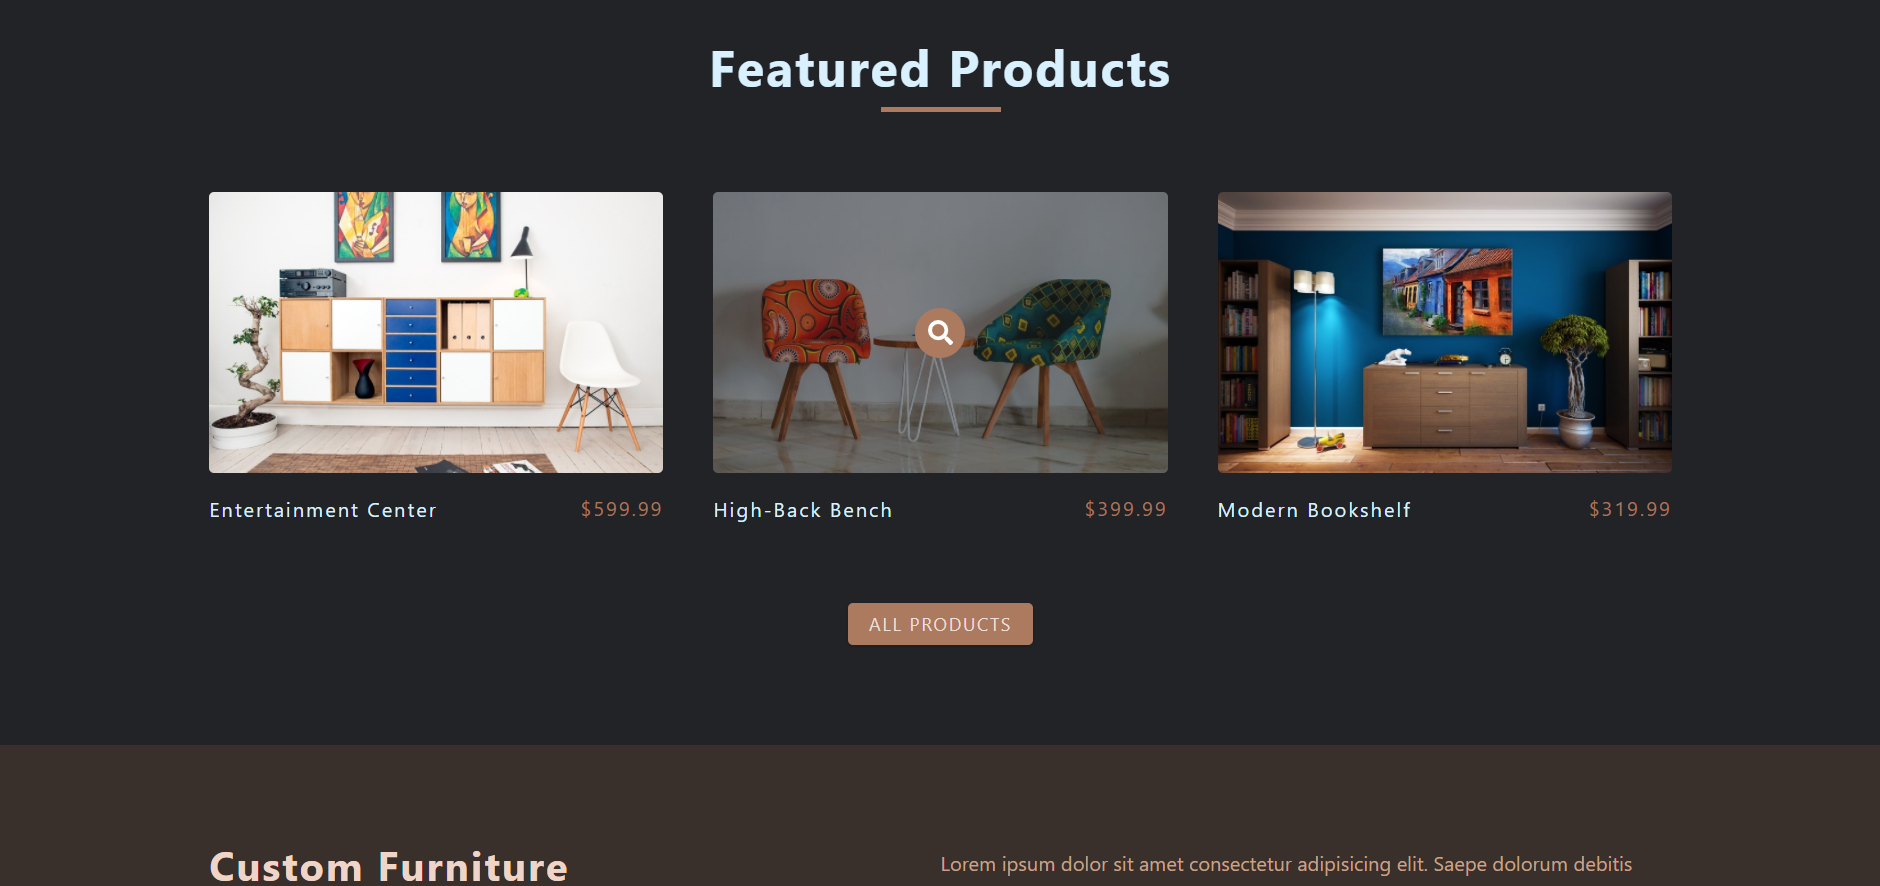 Featured Products
Entertainment Center $599.99
High-Back Bench $399.99
Modern Bookshelf $319.99
ALL PRODUCTS
Custom Furniture
Lorem ipsum dolor sit amet consectetur adipisicing elit. Saepe dolorum debitis